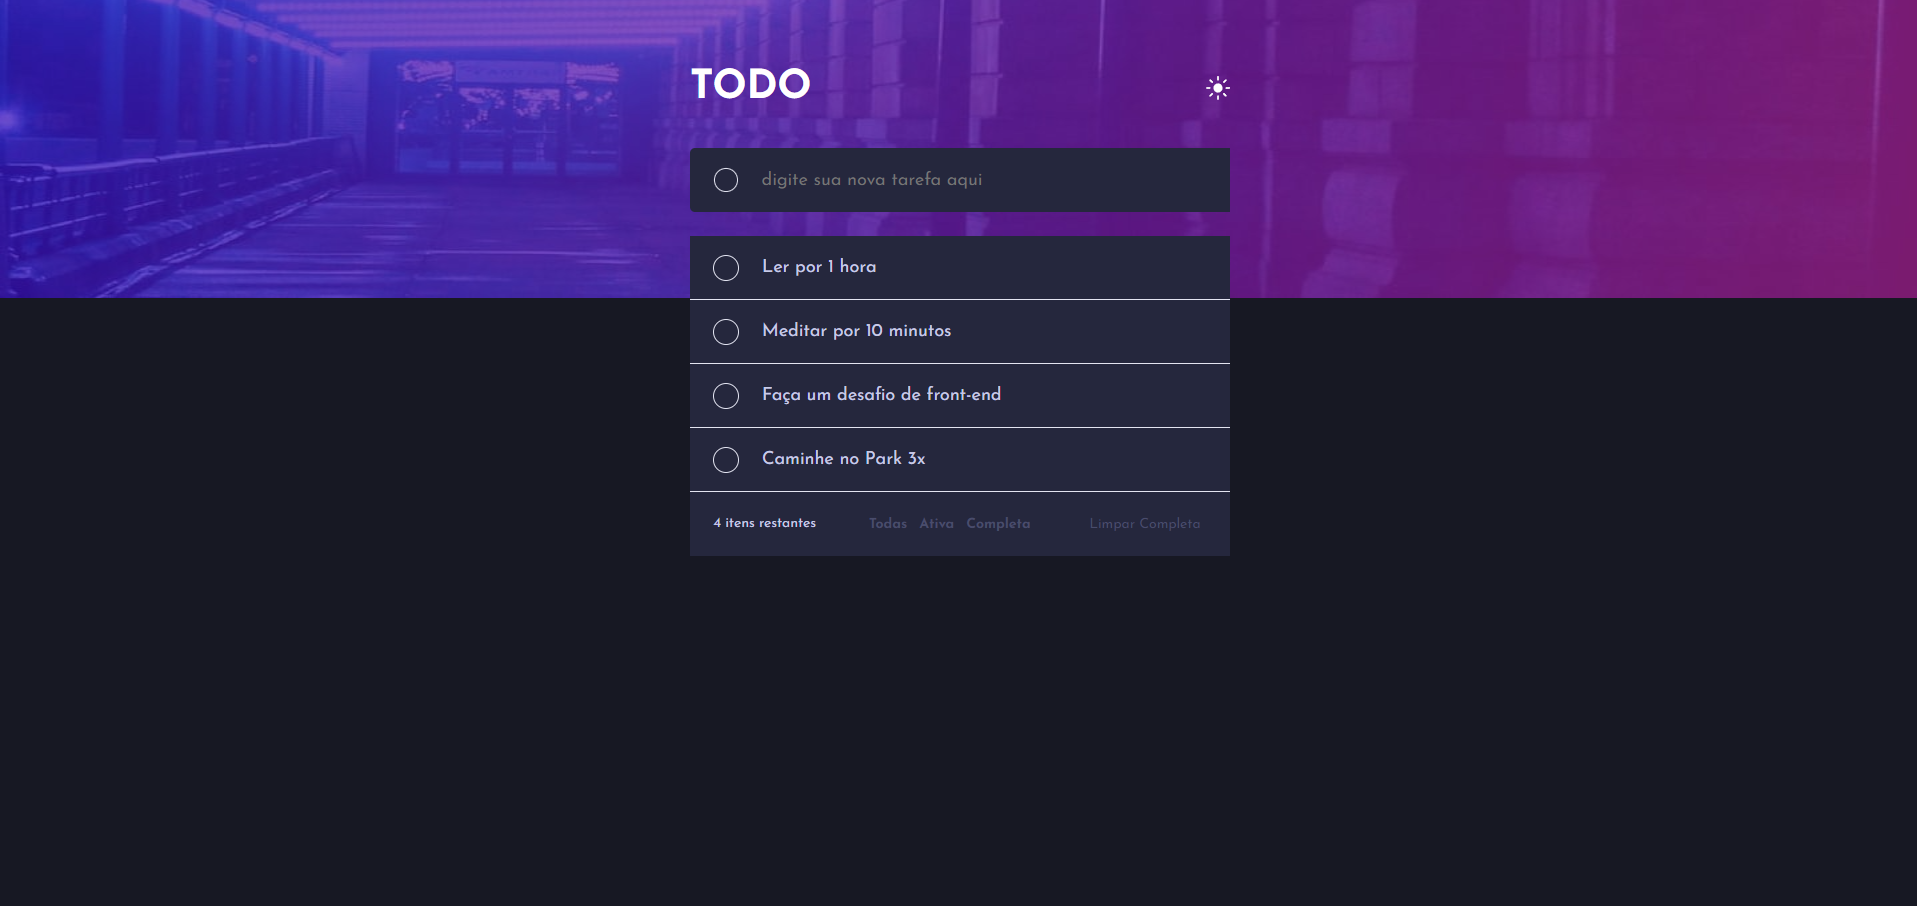 TODO
digite sua nova tarefa aqui
Ler por 1 hora
Meditar por 10 minutos
Faça um desafio de front-end
Caminhe no Park 3x
4 itens restantes Todas Ativa Completa Limpar Completa